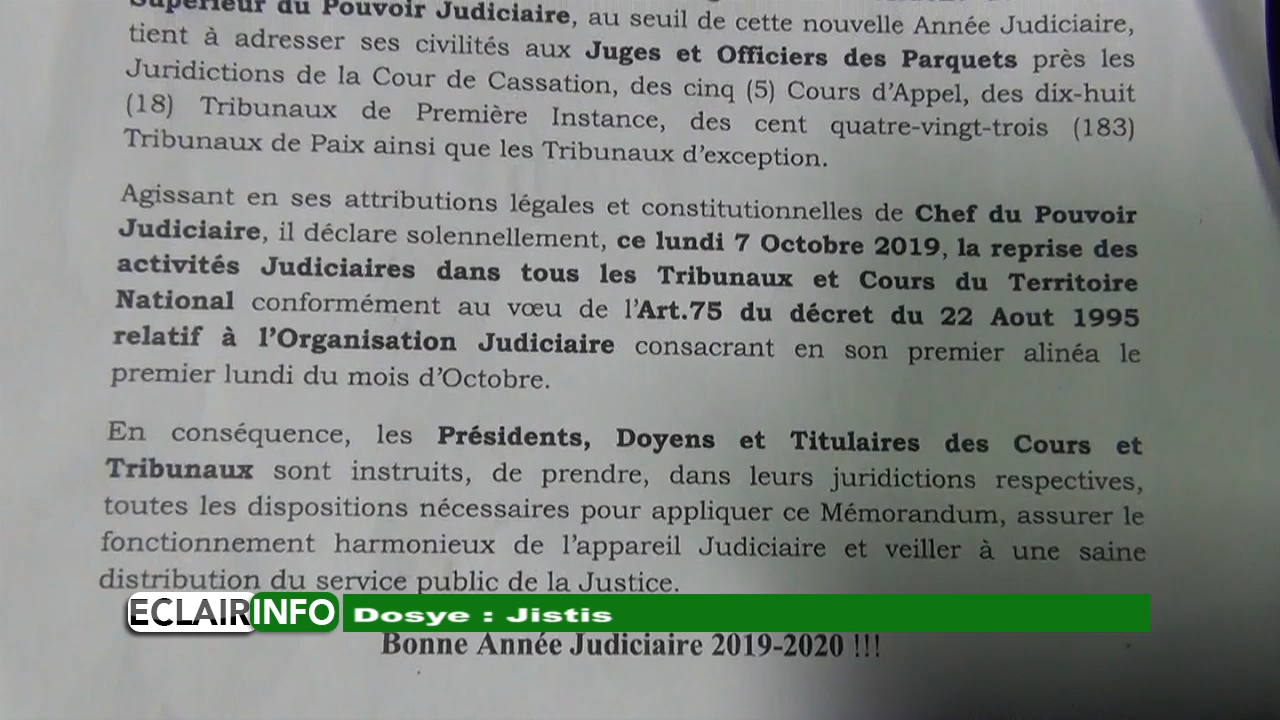 Supérieur du Pouvoir Judiciaire, au seuil de cette nouvelle Année Judiciaire,
tient à adresser ses civilités aux Juges et Officiers des Parquets près les
Juridictions de la Cour de Cassation, des cinq (5) Cours d'Appel, des dix-huit
(18) Tribunaux de Première Instance, des cent quatre-vingt-trois (183)
Tribunaux de Paix ainsi que les Tribunaux d'exception.
Agissant en ses attributions légales et constitutionnelles de Chef du Pouvoir
Judiciaire, il déclare solennellement, ce lundi 7 Octobre 2019, la reprise des
activités Judiciaires dans tous les Tribunaux et Cours du Territoire
National conformément au vœu de l'Art.75 du décret du 22 Aout 1995
relatif à l'Organisation Judiciaire consacrant en son premier alinéa le
premier lundi du mois d'Octobre.
En conséquence, les Présidents, Doyens et Titulaires des Cours et
Tribunaux sont instruits, de prendre, dans leurs juridictions respectives,
toutes les dispositions nécessaires pour appliquer ce Mémorandum, assurer le
fonctionnement harmonieux de l'appareil Judiciaire et veiller à une saine
distribution du service public de la Justice.
ECLAIRINFO Dosye : Jistis
Bonne Année Judiciaire 2019-2020 !!!